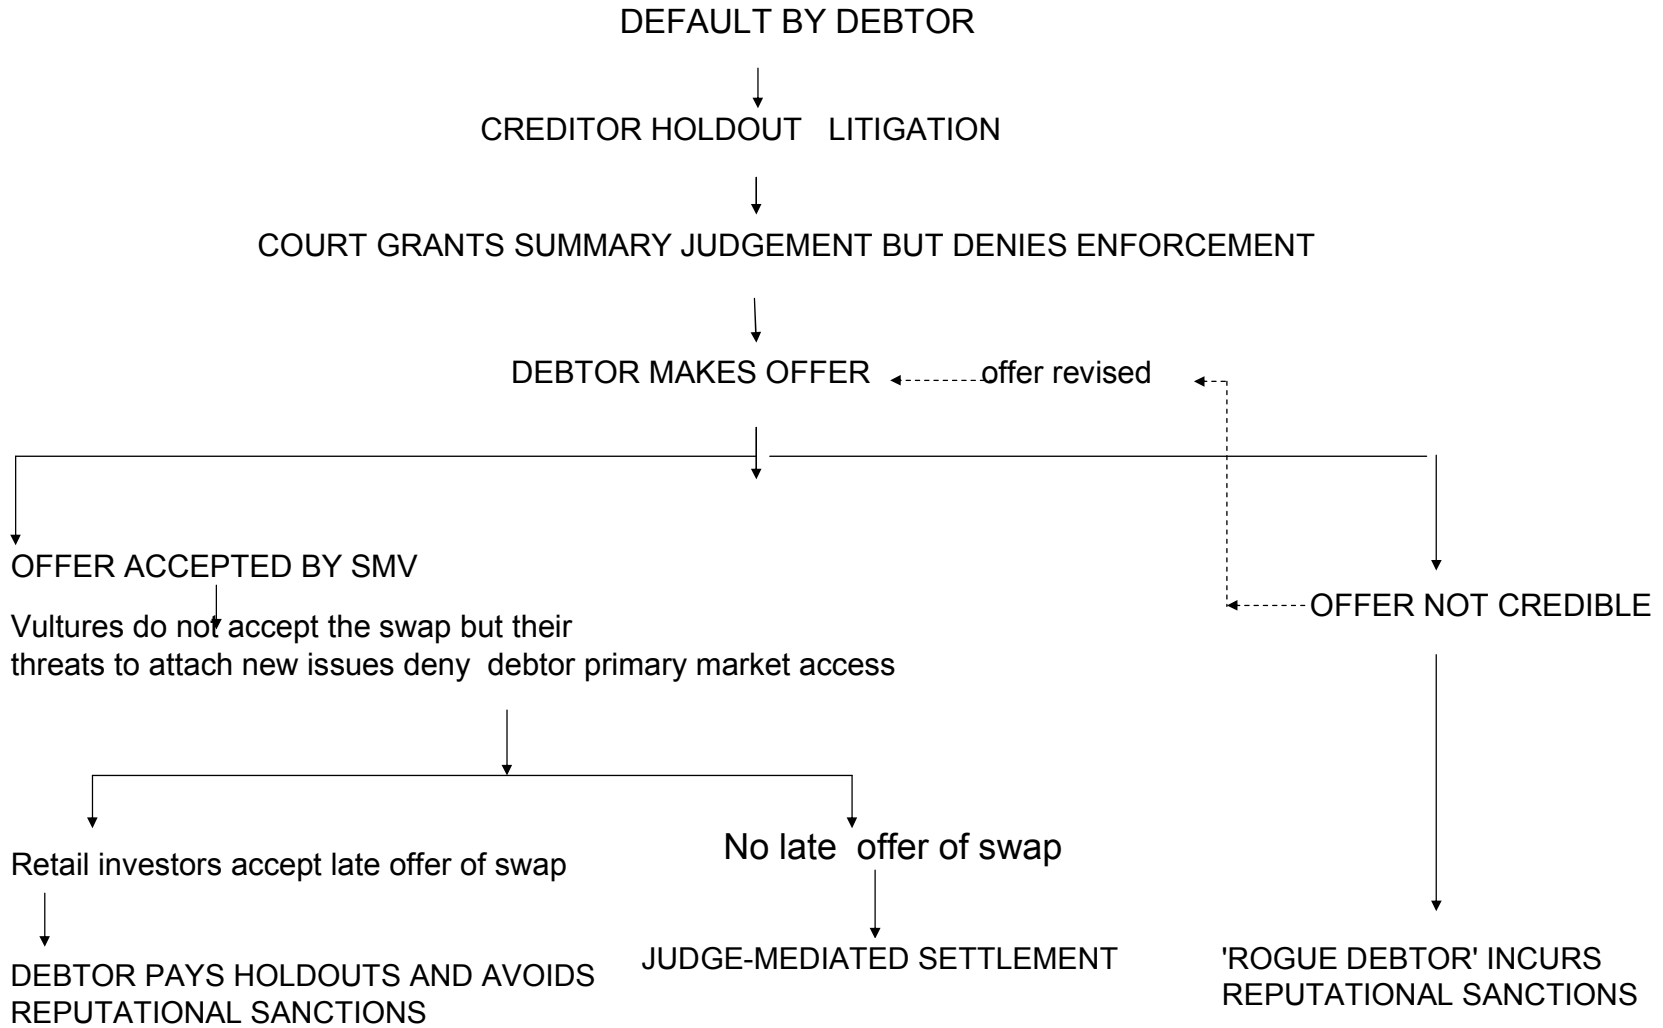 DEFAULT BY DEBTOR
CREDITOR HOLDOUT LITIGATION
COURT GRANTS SUMMARY JUDGEMENT BUT DENIES ENFORCEMENT
DEBTOR MAKES OFFER
offer revised
OFFER ACCEPTED BY SMV
OFFER NOT CREDIBLE
Vultures do not accept the swap but their
threats to attach new issues deny debtor primary market access
Retail investors accept late offer of swap
No late offer of swap
DEBTOR PAYS HOLDOUTS AND AVOIDS
REPUTATIONAL SANCTIONS
JUDGE-MEDIATED SETTLEMENT
'ROGUE DEBTOR' INCURS
REPUTATIONAL SANCTIONS